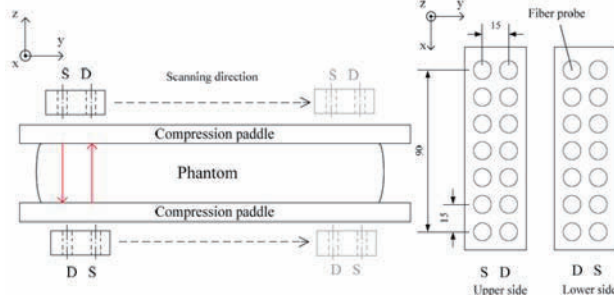 z
y
x
S D
Scanning direction
S D
Compression paddle
Phantom
Compression paddle
D S
D S
z
y
x
15
Fiber probe
90
15
S D
D S
Upper side
Lower side